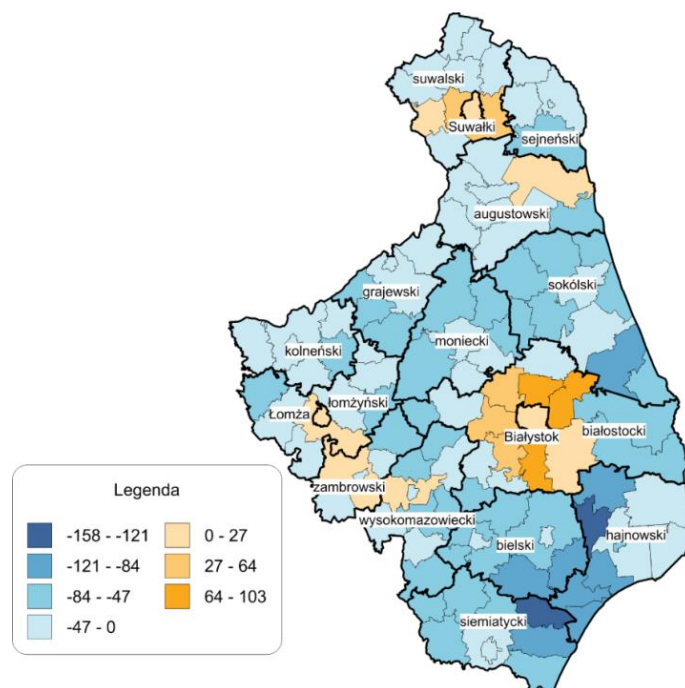 suwalski
Suwałki
sejneński
augustowski
grajewski
sokólski
kolneński
moniecki
Łomża
łomżyński
Białystok
białostocki
zambrowski
wysokomazowiecki
bielski
hajnowski
siemiatycki
Legenda
-158 - -121
0 - 27
-121 - -84
27 - 64
-84 - -47
64 - 103
-47 - 0